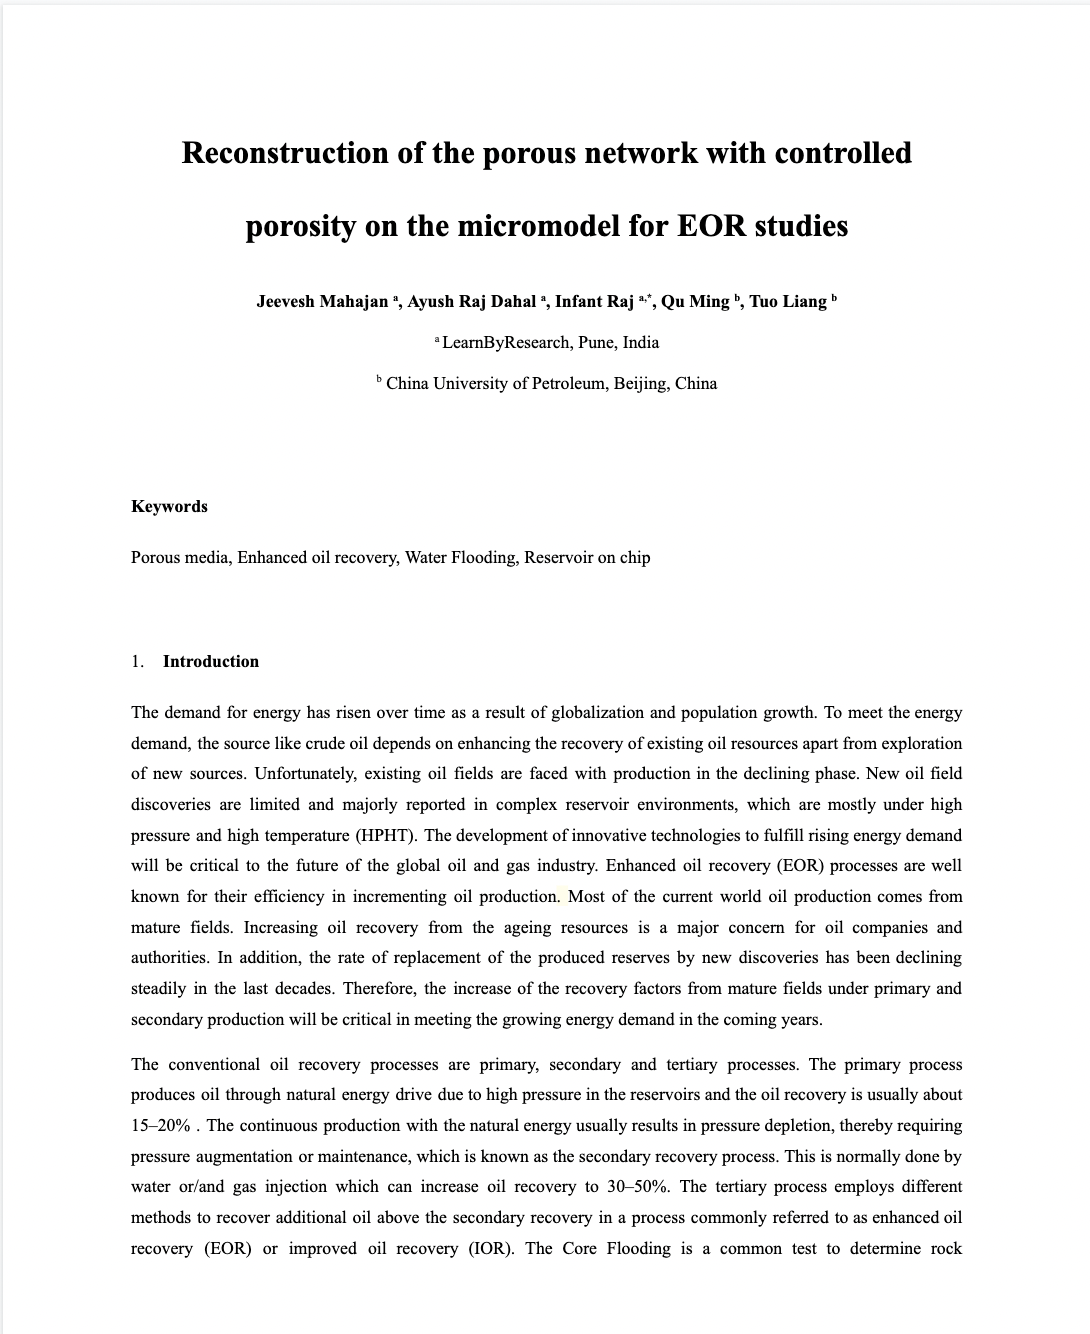 Reconstruction of the porous network with controlled
porosity on the micromodel for EOR studies
Jeevesh Mahajan a, Ayush Raj Dahal a, Infant Raj a,*, Qu Ming b, Tuo Liang b
a LearnByResearch, Pune, India
b China University of Petroleum, Beijing, China
Keywords
Porous media, Enhanced oil recovery, Water Flooding, Reservoir on chip
1. Introduction
The demand for energy has risen over time as a result of globalization and population growth. To meet the energy
demand, the source like crude oil depends on enhancing the recovery of existing oil resources apart from exploration
of new sources. Unfortunately, existing oil fields are faced with production in the declining phase. New oil field
discoveries are limited and majorly reported in complex reservoir environments, which are mostly under high
pressure and high temperature (HPHT). The development of innovative technologies to fulfill rising energy demand
will be critical to the future of the global oil and gas industry. Enhanced oil recovery (EOR) processes are well
known for their efficiency in incrementing oil production. Most of the current world oil production comes from
mature fields. Increasing oil recovery from the ageing resources is a major concern for oil companies and
authorities. In addition, the rate of replacement of the produced reserves by new discoveries has been declining
steadily in the last decades. Therefore, the increase of the recovery factors from mature fields under primary and
secondary production will be critical in meeting the growing energy demand in the coming years.
The conventional oil recovery processes are primary, secondary and tertiary processes. The primary process
produces oil through natural energy drive due to high pressure in the reservoirs and the oil recovery is usually about
15–20% . The continuous production with the natural energy usually results in pressure depletion, thereby requiring
pressure augmentation or maintenance, which is known as the secondary recovery process. This is normally done by
water or/and gas injection which can increase oil recovery to 30–50%. The tertiary process employs different
methods to recover additional oil above the secondary recovery in a process commonly referred to as enhanced oil
recovery (EOR) or improved oil recovery (IOR). The Core Flooding is a common test to determine rock